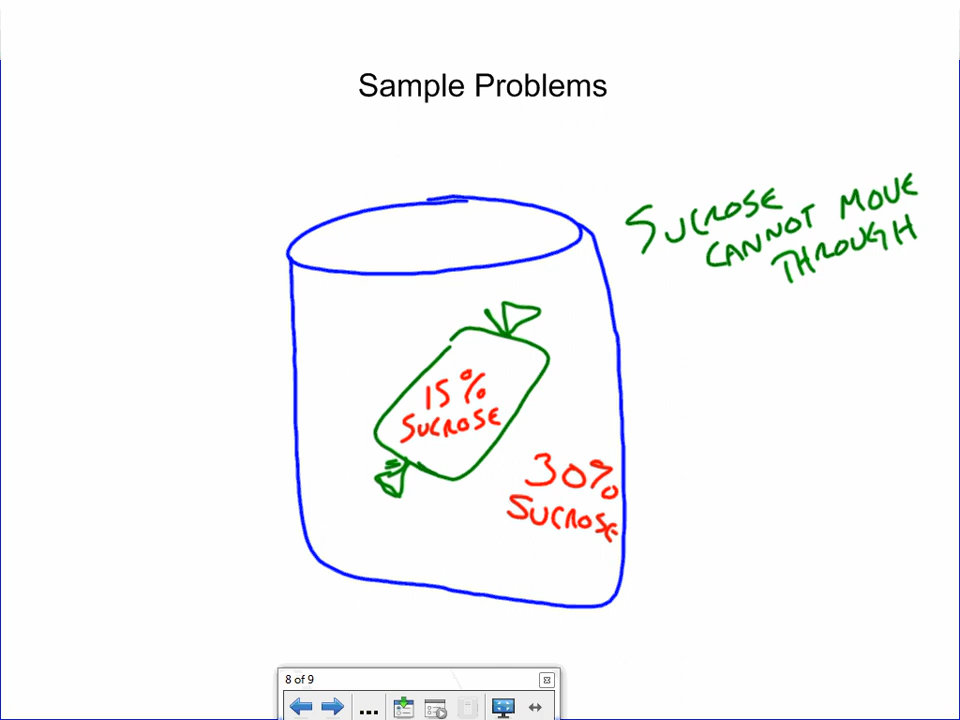 Sample Problems
SUCROSE
CANNOT MOVE
THROUGH
15%
SUCROSE
30%
SUCROSE
8 of 9